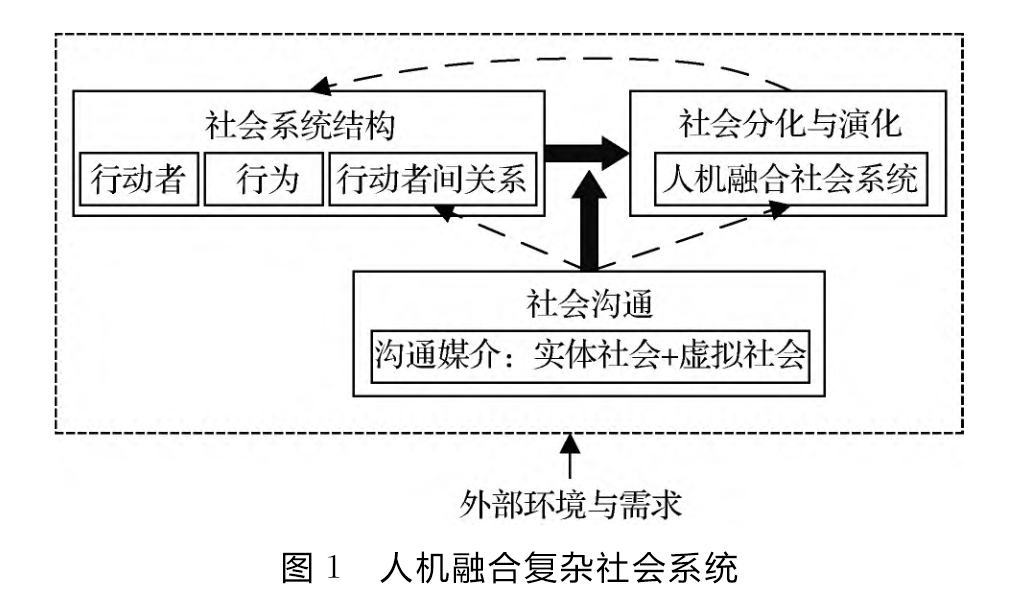 社会系统结构
行动者 行为 行动者间关系
社会分化与演化
人机融合社会系统
社会沟通
沟通媒介：实体社会+虚拟社会
外部环境与需求
图 1 人机融合复杂社会系统